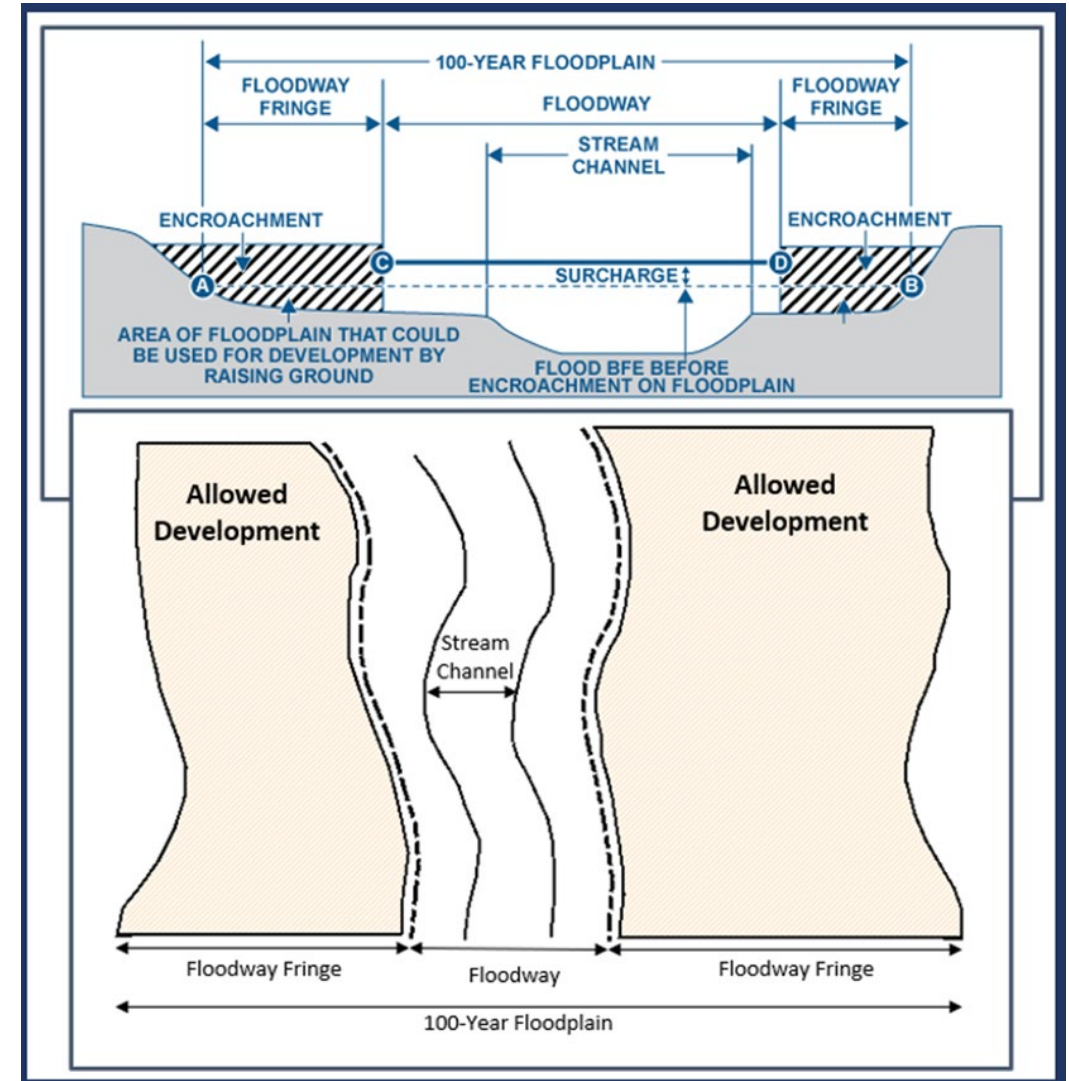 100-YEAR FLOODPLAIN
FLOODWAY
FRINGE
FLOODWAY
FLOODWAY
FRINGE
STREAM
CHANNEL
ENCROACHMENT
ENCROACHMENT
C
D
SURCHARGE
A
B
AREA OF FLOODPLAIN THAT COULD
BE USED FOR DEVELOPMENT BY
RAISING GROUND
FLOOD BFE BEFORE
ENCROACHMENT ON FLOODPLAIN
Allowed
Development
Allowed
Development
Stream
Channel
Floodway Fringe
Floodway
Floodway Fringe
100-Year Floodplain